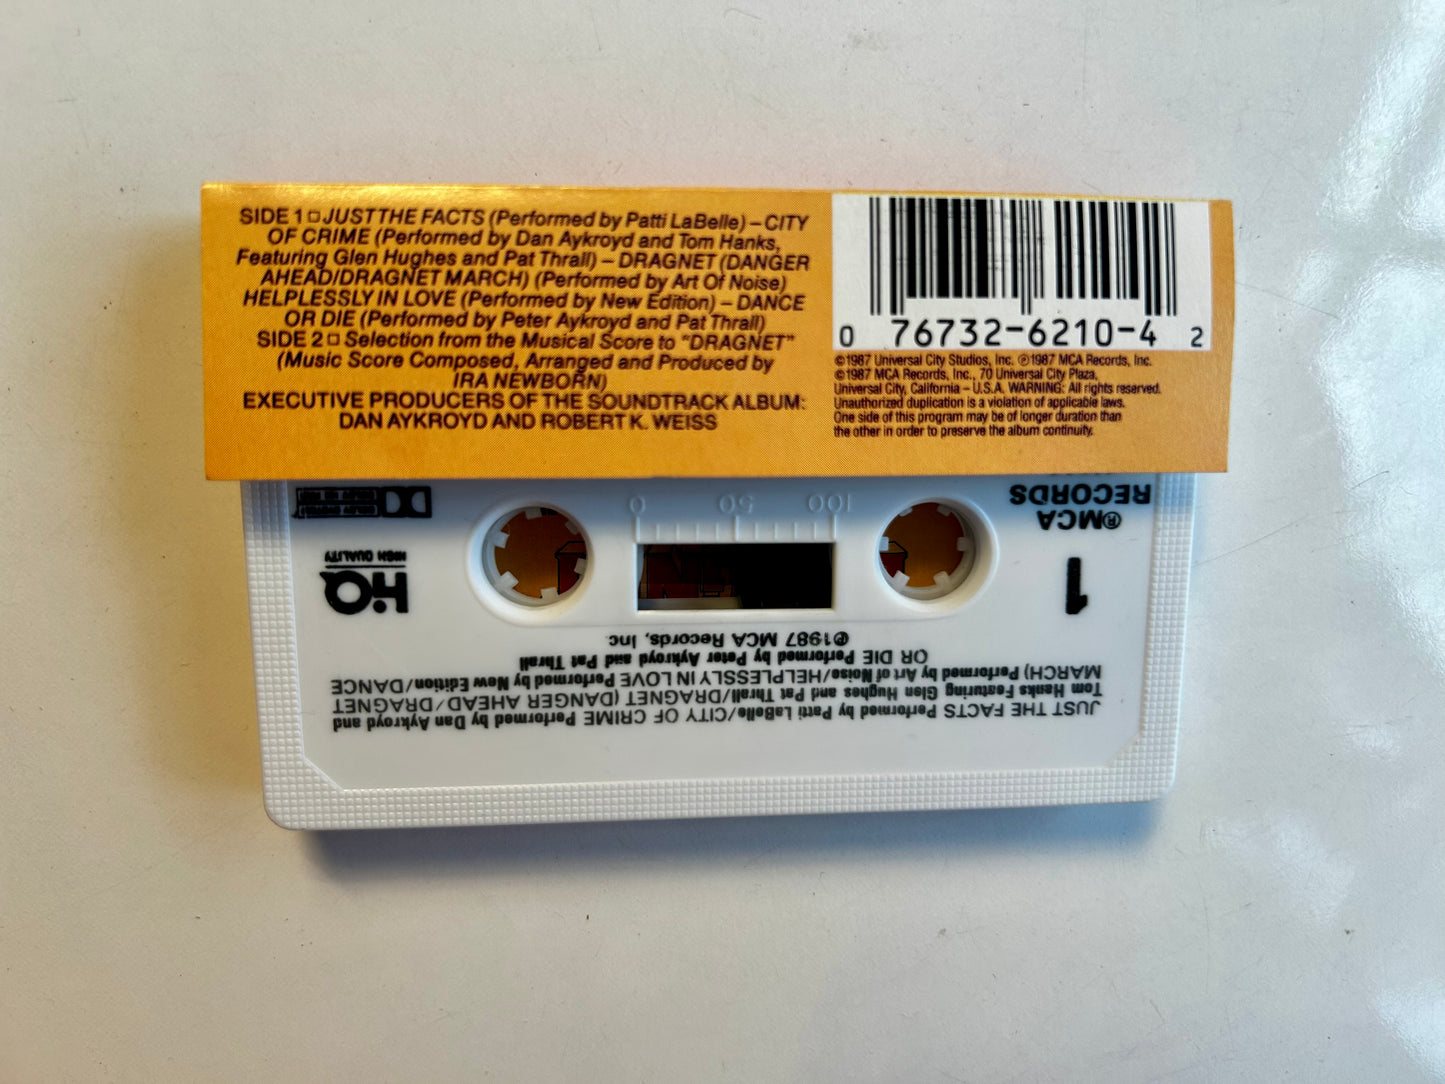 SIDE 1 □ JUST THE FACTS (Performed by Patti LaBelle) – CITY
OF CRIME (Performed by Dan Aykroyd and Tom Hanks,
Featuring Glen Hughes and Pat Thrall) – DRAGNET (DANGER
AHEAD/DRAGNET MARCH) (Performed by Art Of Noise)
HELPLESSLY IN LOVE (Performed by New Edition) – DANCE
OR DIE (Performed by Peter Aykroyd and Pat Thrall)
SIDE 2 □ Selection from the Musical Score to "DRAGNET"
(Music Score Composed, Arranged and Produced by
IRA NEWBORN)
EXECUTIVE PRODUCERS OF THE SOUNDTRACK ALBUM:
DAN AYKROYD AND ROBERT K. WEISS
0 76732-6210-4 2
©1987 Universal City Studios, Inc. ℗1987 MCA Records, Inc.
©1987 MCA Records, Inc., 70 Universal City Plaza,
Universal City, California – U.S.A. WARNING: All rights reserved.
Unauthorized duplication is a violation of applicable laws.
One side of this program may be of longer duration than
the other in order to preserve the album continuity.
JUST THE FACTS Performed by Patti LaBelle/CITY OF CRIME Performed by Dan Aykroyd and
Tom Hanks Featuring Glen Hughes and Pat Thrall/DRAGNET (DANGER AHEAD/DRAGNET
MARCH) Performed by Art of Noise/HELPLESSLY IN LOVE Performed by New Edition/DANCE
OR DIE Performed by Peter Aykroyd and Pat Thrall
℗1987 MCA Records, Inc.
1
HQ
HIGH QUALITY
100 50 0
®MCA
RECORDS
DOLBY SYSTEM